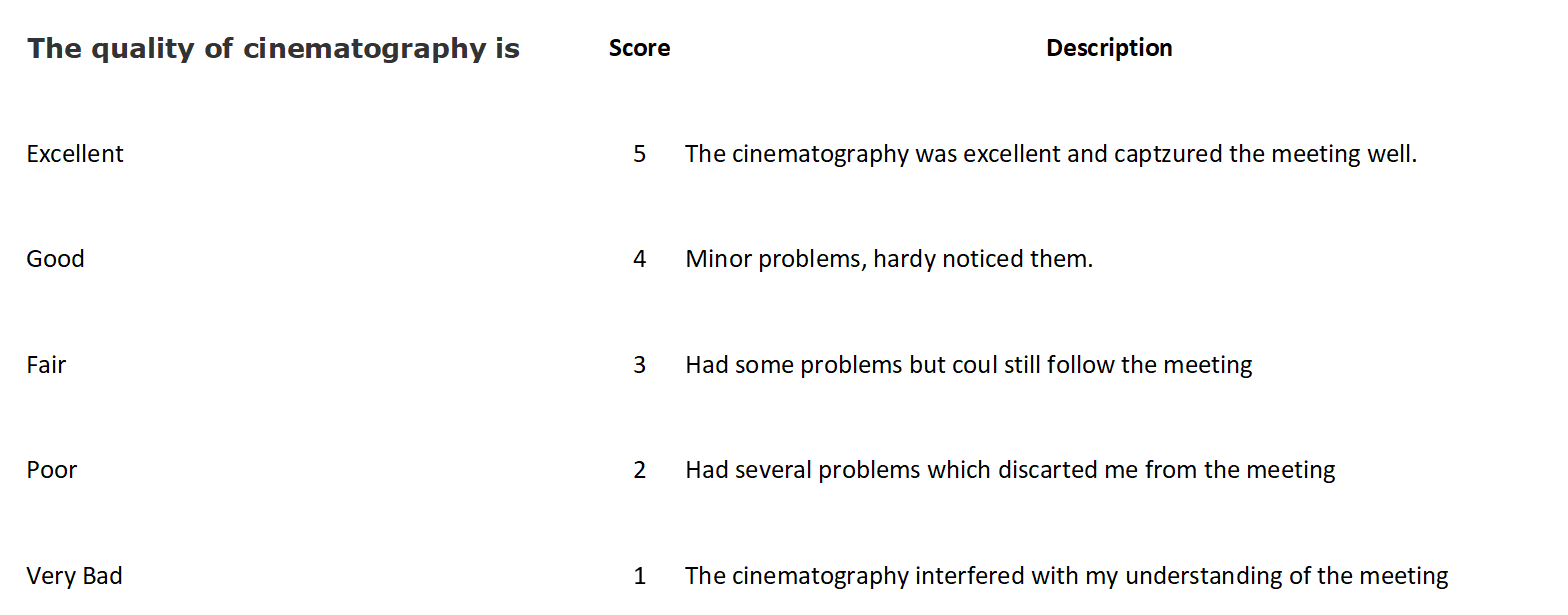 The quality of cinematography is Score Description
Excellent 5 The cinematography was excellent and captzured the meeting well.
Good 4 Minor problems, hardy noticed them.
Fair 3 Had some problems but coul still follow the meeting
Poor 2 Had several problems which discarted me from the meeting
Very Bad 1 The cinematography interfered with my understanding of the meeting